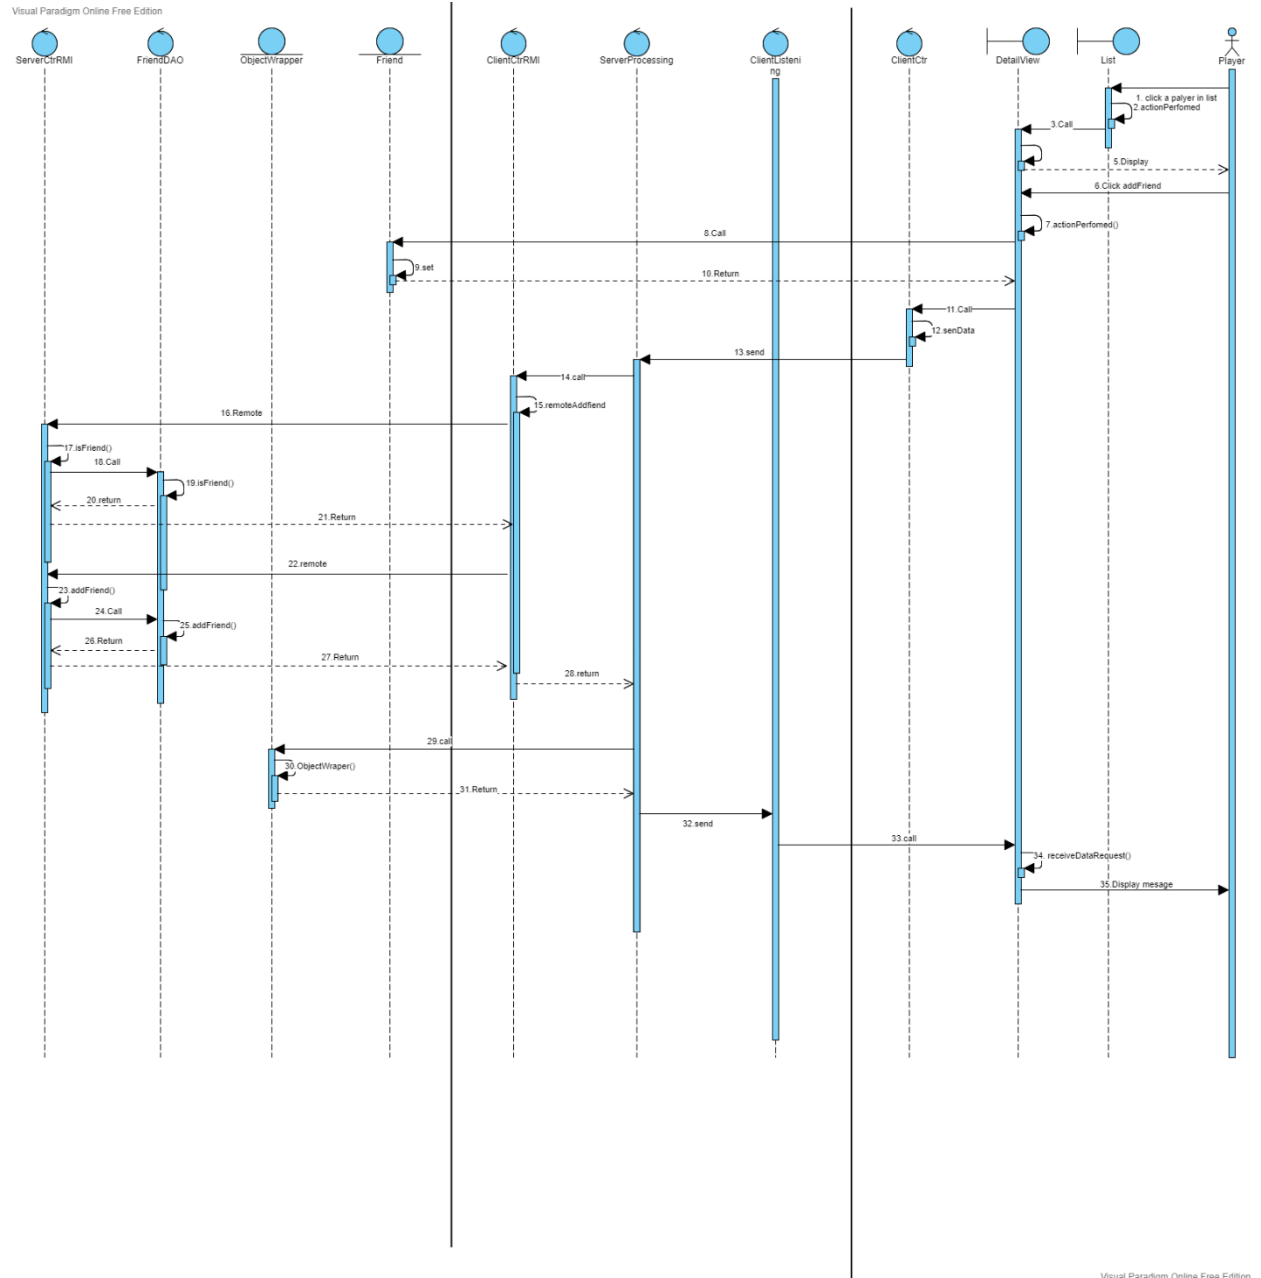 Visual Paradigm Online Free Edition
ServerCtrRMI
FriendDAO
ObjectWrapper
Friend
ClientCtrRMI
ServerProcessing
ClientListeni
ng
ClientCtr
DetailView
List
Player
1. click a palyer in list
2.actionPerfomed
3.Call
5.Display
6.Click addFriend
7.actionPerfomed()
8.Call
9.set
10.Return
11.Call
12.senData
13.send
14.call
15.remoteAddfiend
16.Remote
17.isFriend()
18.Call
19.isFriend()
20.return
21.Return
22.remote
23.addFriend()
24.Call
25.addFriend()
26.Return
27.Return
28.return
29.call
30.ObjectWraper()
31.Return
32.send
33.call
34. receiveDataRequest()
35.Display mesage
Visual Paradigm Online Free Edition